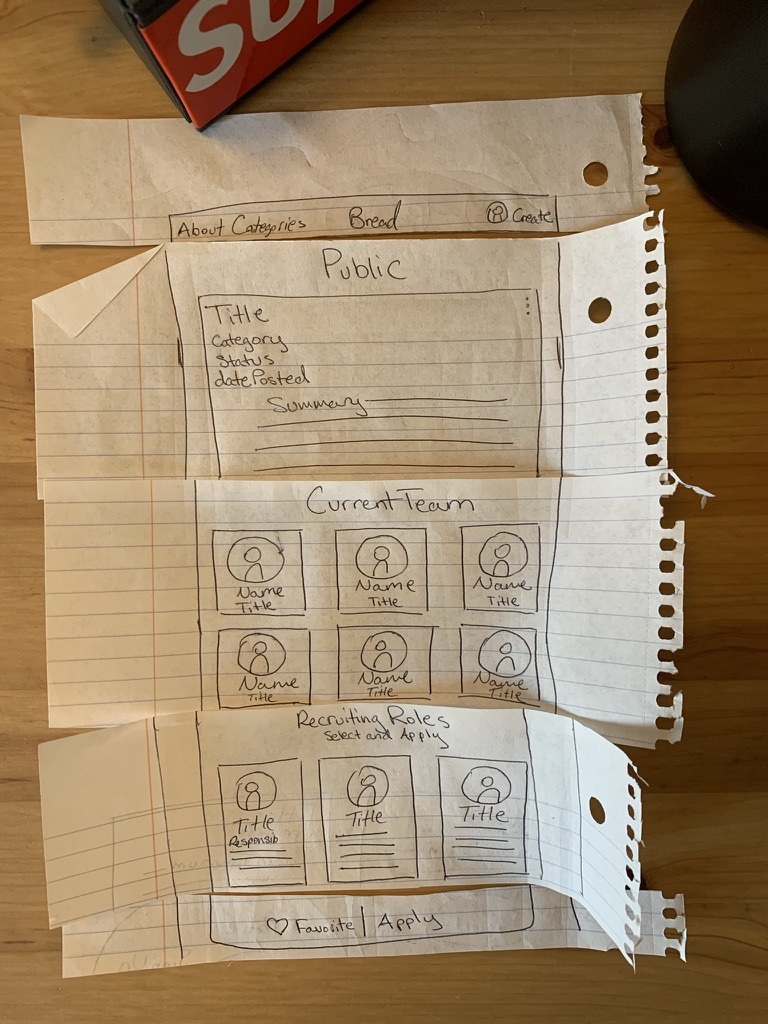 About Categories Bread Create
Public
Title
Category
Status
datePosted
Summary
Current Team
Name Name Name
Title Title Title
Name Name Name
Title Title Title
Recruiting Roles
Select and Apply
Title Title Title
Responsib
Favorite | Apply